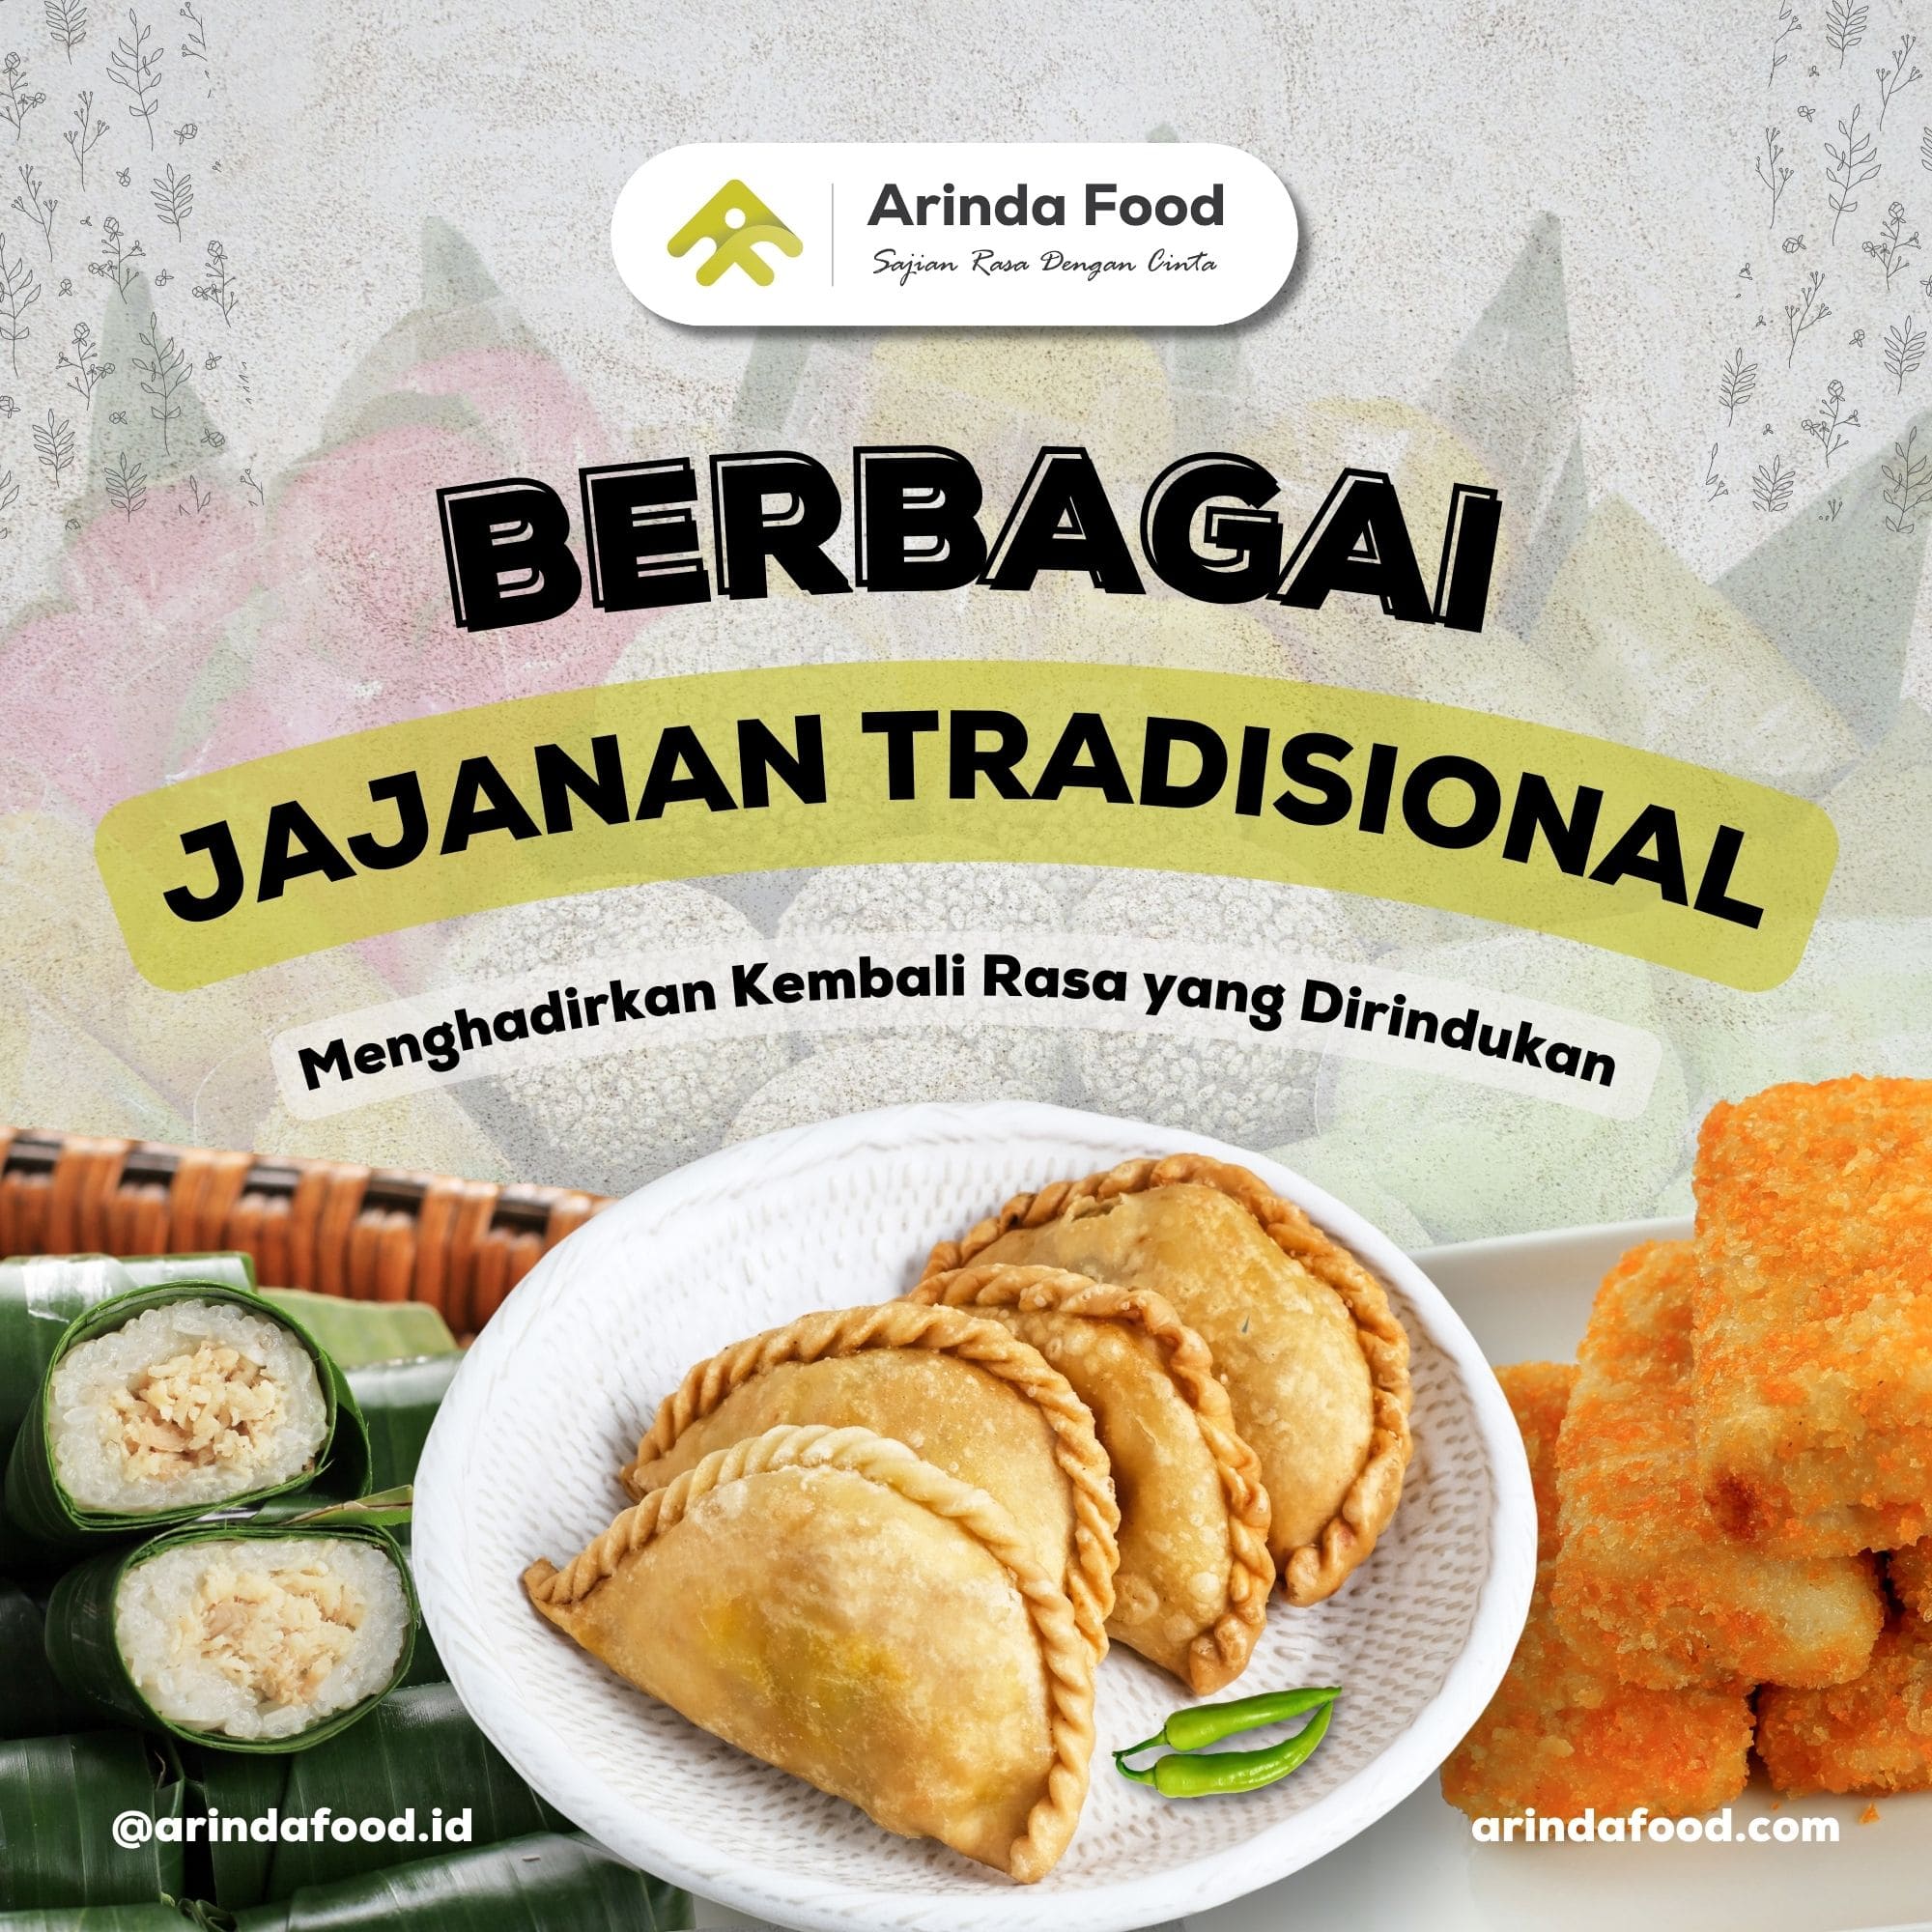 Arinda Food
Sajian Rasa Dengan Cinta
BERBAGAI
JAJANAN TRADISIONAL
Menghadirkan Kembali Rasa yang Dirindukan
@arindafood.id
arindafood.com